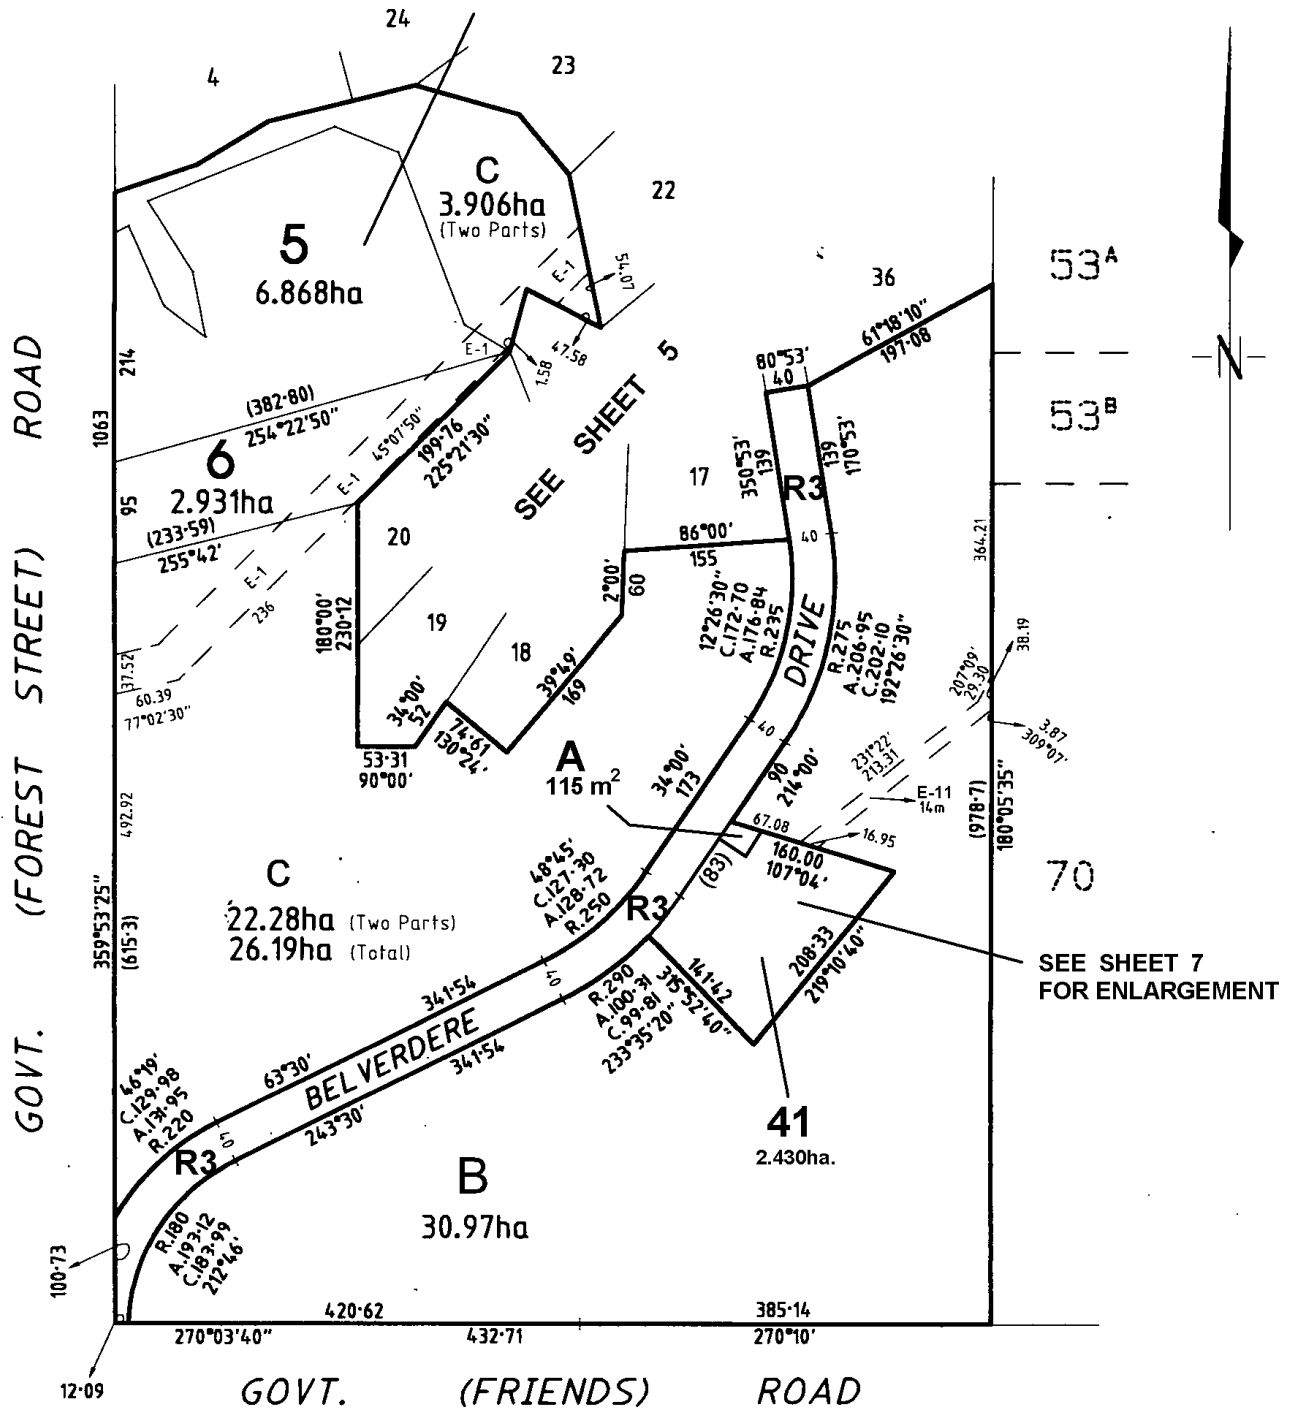 24
4
23
22
C
3.906ha
(Two Parts)
5
6.868ha
E-1
54.07
47.58
1.58
E-1
36
61°18'10"
197·08
53A
53B
80°53'
40
350°53'
139
139
170°53'
R3
17
SEE SHEET 5
214
1063
(382·80)
254°22'50"
45°07'50"
199·76
225°21'30"
E-1
6
2.931ha
95
(233·59)
255°42'
E-1
236
20
19
18
180°00'
230·12
86°00'
155
2°00'
60
40
364.21
12°26'30"
C.172·70
A.176·84
R.235
DRIVE
R.275
A.206·95
C.202·10
192°26'30"
37.52
60.39
77°02'30"
34°00'
52
39°49'
169
74·61
130°24'
53·31
90°00'
207°09'
29.30
38.19
3.87
309°07'
231°22'
213.31
E-11
14m
16.95
40
90
214°00'
A
115 m2
34°00'
173
67.08
160.00
107°04'
(83)
(978·7)
180°05'35"
70
492.92
359°53'25"
(615·3)
C
22.28ha (Two Parts)
26.19ha (Total)
48°45'
C.127·30
A.128·72
R.250
R3
208·33
219°10'40"
SEE SHEET 7
FOR ENLARGEMENT
141·42
315°52'40"
R.290
A.100·31
C.99·81
233°35'20"
40
341·54
63°30'
BELVERDERE
341·54
243°30'
46°19'
C.129·98
A.131·95
R.220
40
R3
R.180
A.193·12
C.183·99
212°46'
41
2.430ha.
B
30.97ha
100·73
420·62
385·14
270°03'40"
432·71
270°10'
12·09
GOVT. (FRIENDS) ROAD
GOVT. (FOREST STREET) ROAD